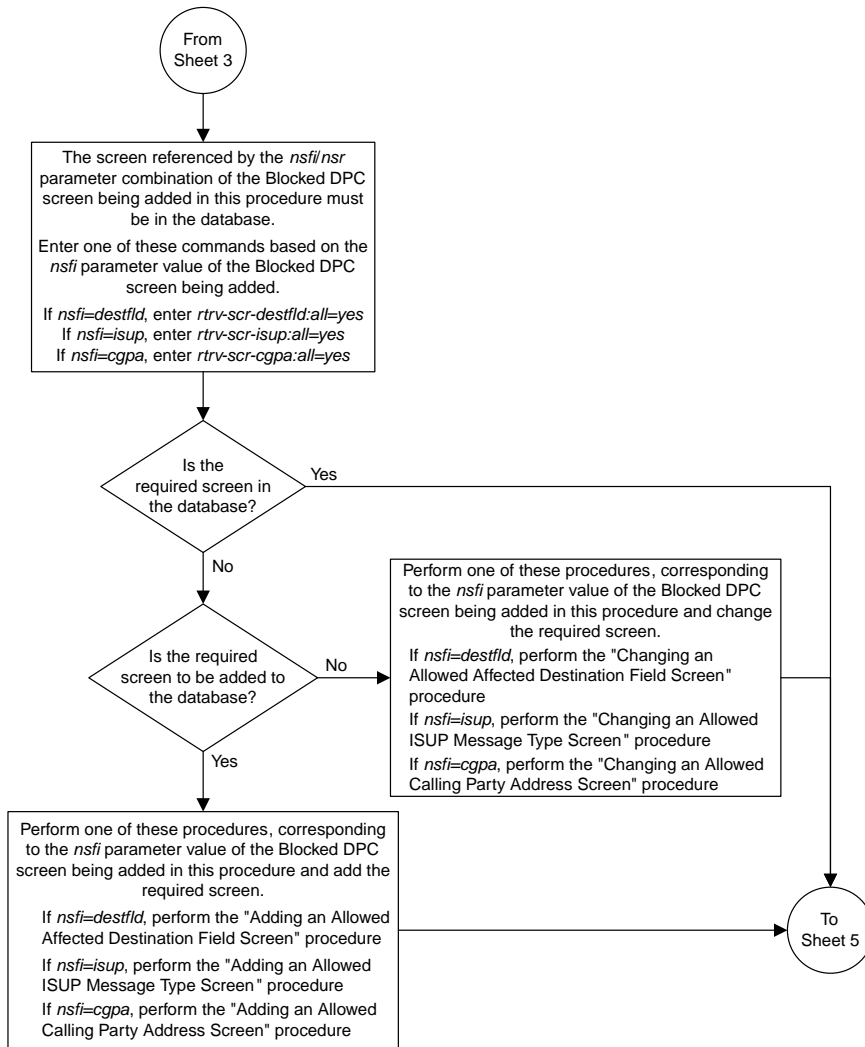 From
Sheet 3
The screen referenced by the nsfi/nsr
parameter combination of the Blocked DPC
screen being added in this procedure must
be in the database.
Enter one of these commands based on the
nsfi parameter value of the Blocked DPC
screen being added.
If nsfi=destfld, enter rtrv-scr-destfld:all=yes
If nsfi=isup, enter rtrv-scr-isup:all=yes
If nsfi=cgpa, enter rtrv-scr-cgpa:all=yes
Is the
required screen in
the database?
Yes
No
Is the required
screen to be added to
the database?
No
Yes
Perform one of these procedures, corresponding
to the nsfi parameter value of the Blocked DPC
screen being added in this procedure and change
the required screen.
If nsfi=destfld, perform the "Changing an
Allowed Affected Destination Field Screen"
procedure
If nsfi=isup, perform the "Changing an Allowed
ISUP Message Type Screen" procedure
If nsfi=cgpa, perform the "Changing an Allowed
Calling Party Address Screen" procedure
Perform one of these procedures, corresponding
to the nsfi parameter value of the Blocked DPC
screen being added in this procedure and add the
required screen.
If nsfi=destfld, perform the "Adding an Allowed
Affected Destination Field Screen" procedure
If nsfi=isup, perform the "Adding an Allowed
ISUP Message Type Screen" procedure
If nsfi=cgpa, perform the "Adding an Allowed
Calling Party Address Screen" procedure
To
Sheet 5